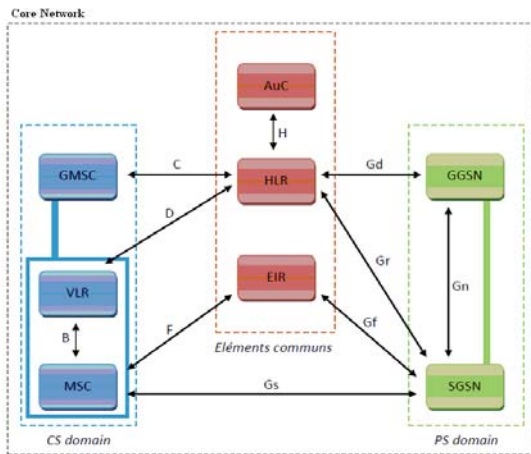 Core Network
AuC
H
GMSC
C
HLR
Gd
GGSN
D
Gr
VLR
EIR
Gn
B
F
Gf
Eléments communs
MSC
Gs
SGSN
CS domain
PS domain